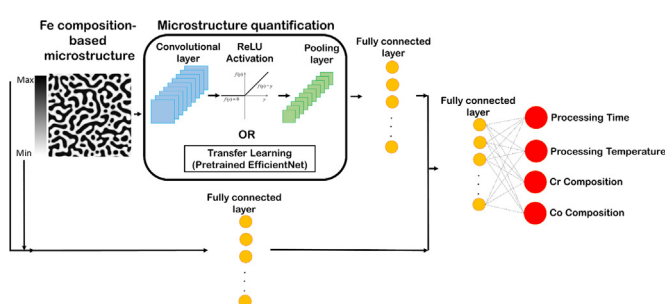 Fe composition-
based
microstructure
Microstructure quantification
Max
Min
Convolutional
layer
ReLU
Activation
Pooling
layer
f(y)
f(y)=y
f(y)=0
y
OR
Transfer Learning
(Pretrained EfficientNet)
Fully connected
layer
Fully connected
layer
Fully connected
layer
Processing Time
Processing Temperature
Cr Composition
Co Composition